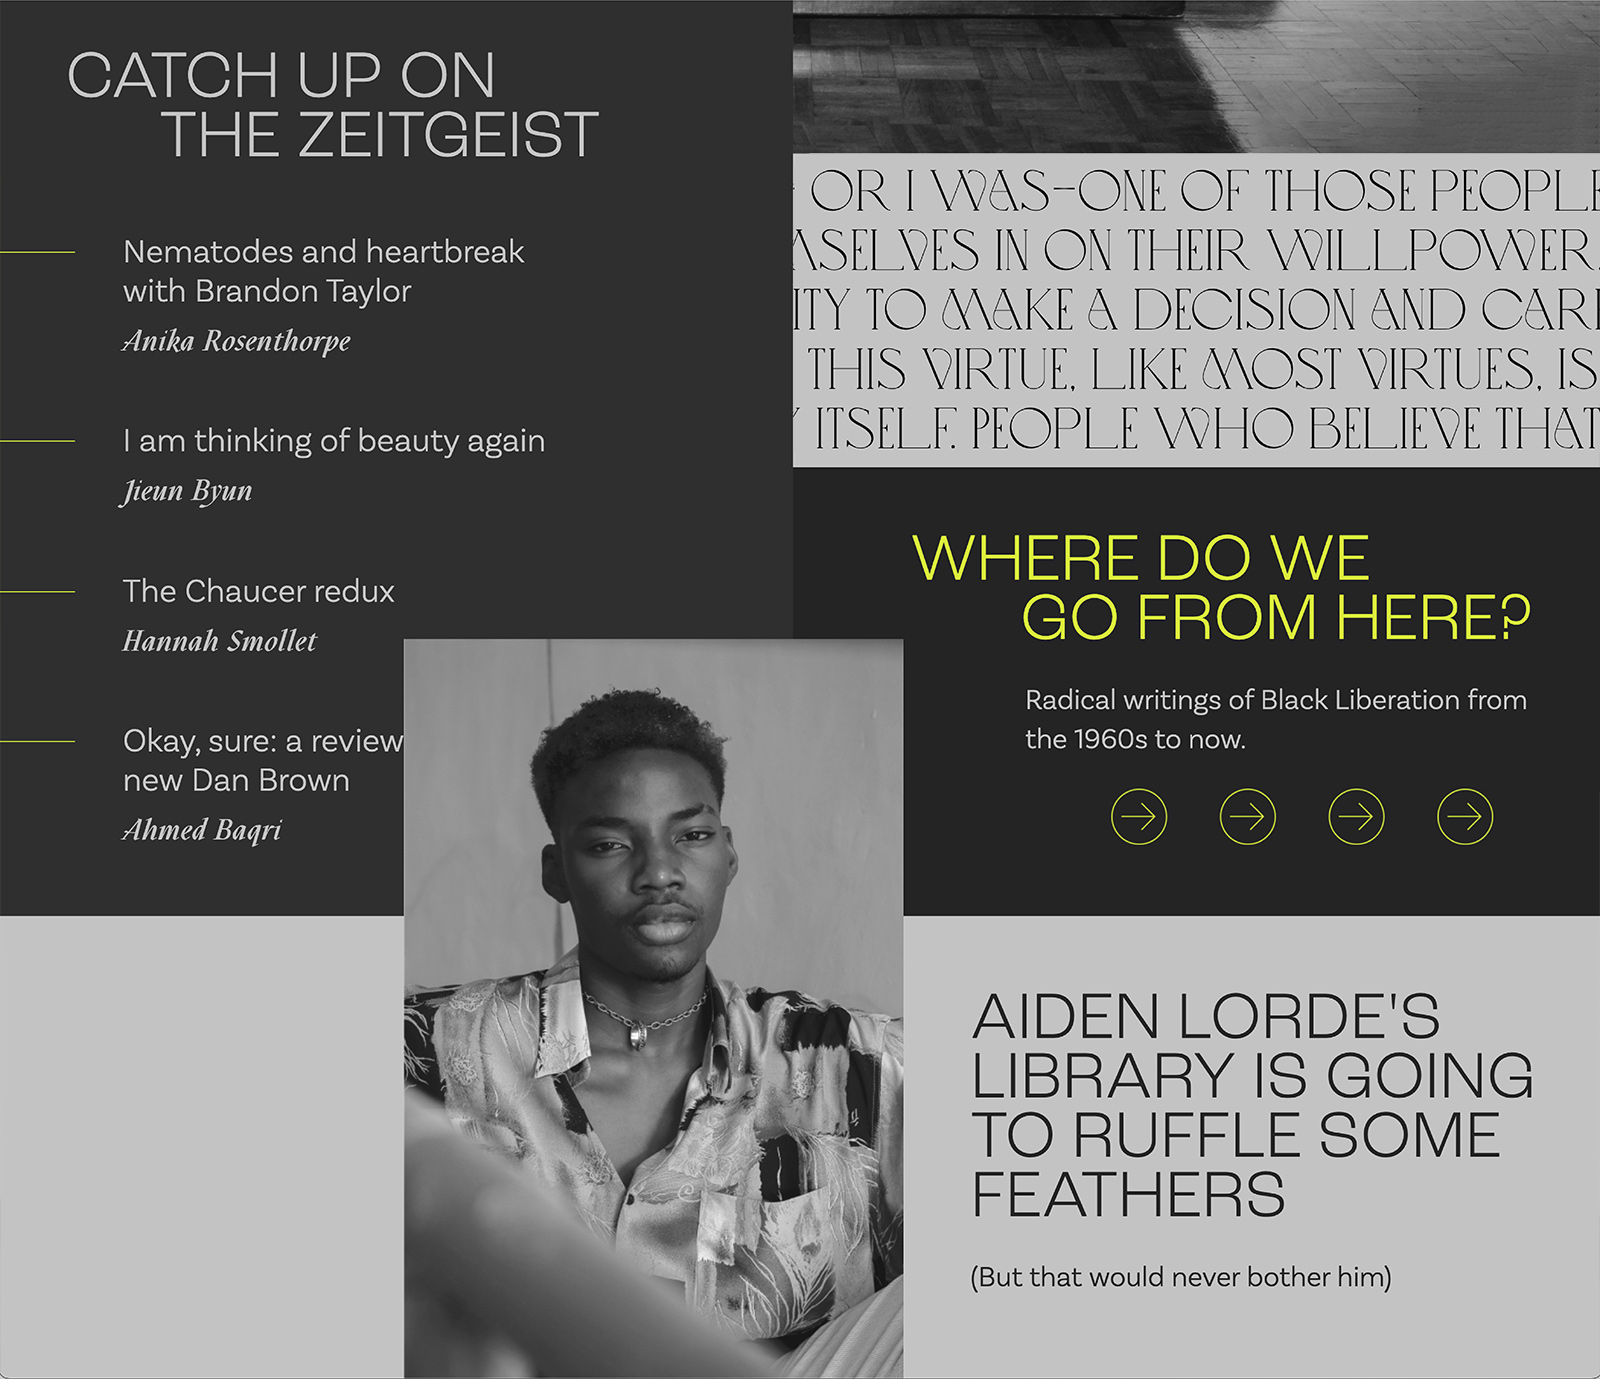 CATCH UP ON
THE ZEITGEIST
Nematodes and heartbreak
with Brandon Taylor
Anika Rosenthorpe
I am thinking of beauty again
Jieun Byun
The Chaucer redux
Hannah Smollet
Okay, sure: a review
new Dan Brown
Ahmed Baqri
OR I WAS–ONE OF THOSE PEOPLE
MSELVES IN ON THEIR WILLPOWER,
ITY TO MAKE A DECISION AND CARR
THIS VIRTUE, LIKE MOST VIRTUES, IS
Y ITSELF. PEOPLE WHO BELIEVE THAT
WHERE DO WE
GO FROM HERE?
Radical writings of Black Liberation from
the 1960s to now.
AIDEN LORDE'S
LIBRARY IS GOING
TO RUFFLE SOME
FEATHERS
(But that would never bother him)